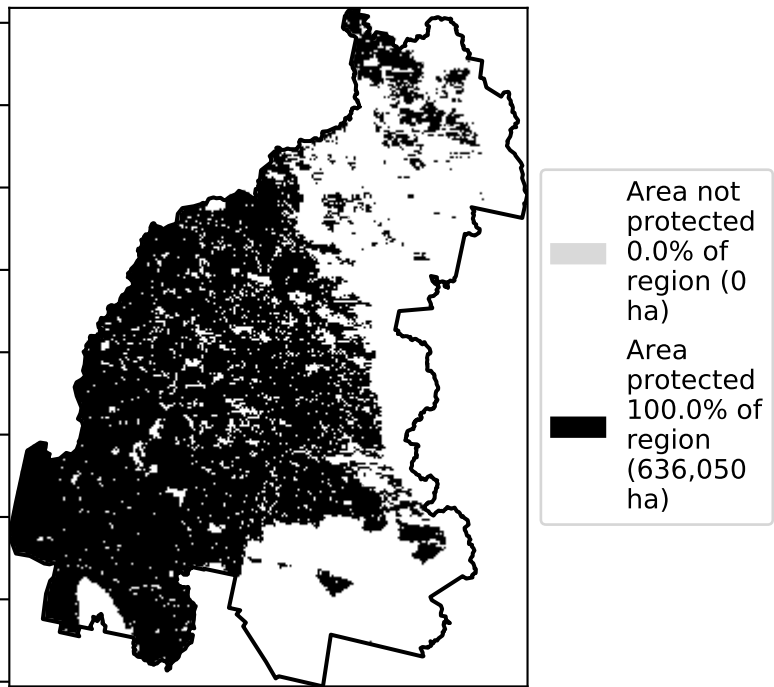 Area not
protected
0.0% of
region (0
ha)
Area
protected
100.0% of
region
(636,050
ha)